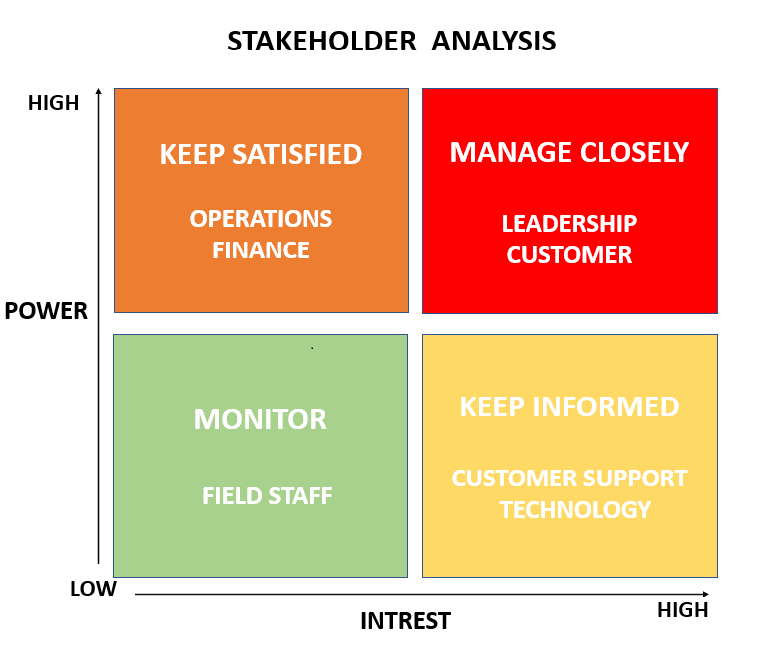 STAKEHOLDER ANALYSIS
HIGH
KEEP SATISFIED
OPERATIONS
FINANCE
MANAGE CLOSELY
LEADERSHIP
CUSTOMER
POWER
MONITOR
FIELD STAFF
KEEP INFORMED
CUSTOMER SUPPORT
TECHNOLOGY
LOW
INTREST
HIGH